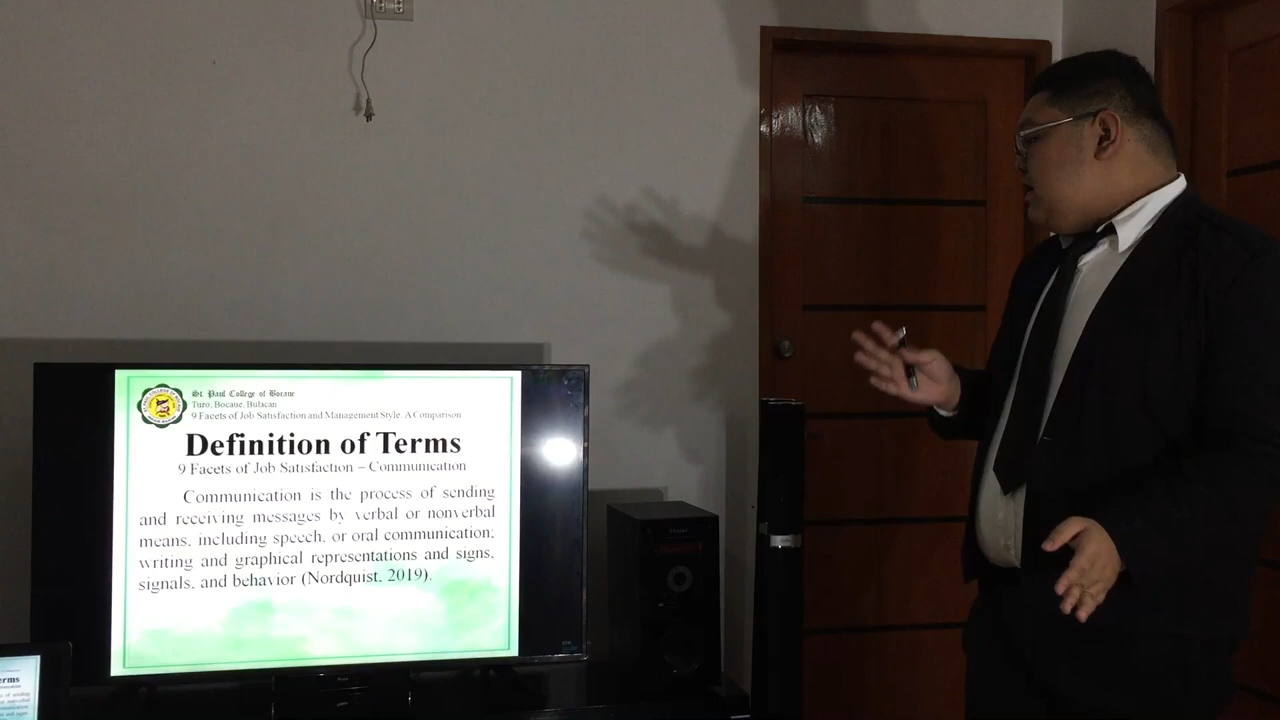 St. Paul College of Bocaue
Turo, Bocaue, Bulacan
9 Facets of Job Satisfaction and Management Style: A Comparison
Definition of Terms
9 Facets of Job Satisfaction – Communication
Communication is the process of sending
and receiving messages by verbal or nonverbal
means, including speech, or oral communication;
writing and graphical representations and signs,
signals, and behavior (Nordquist, 2019).
erms